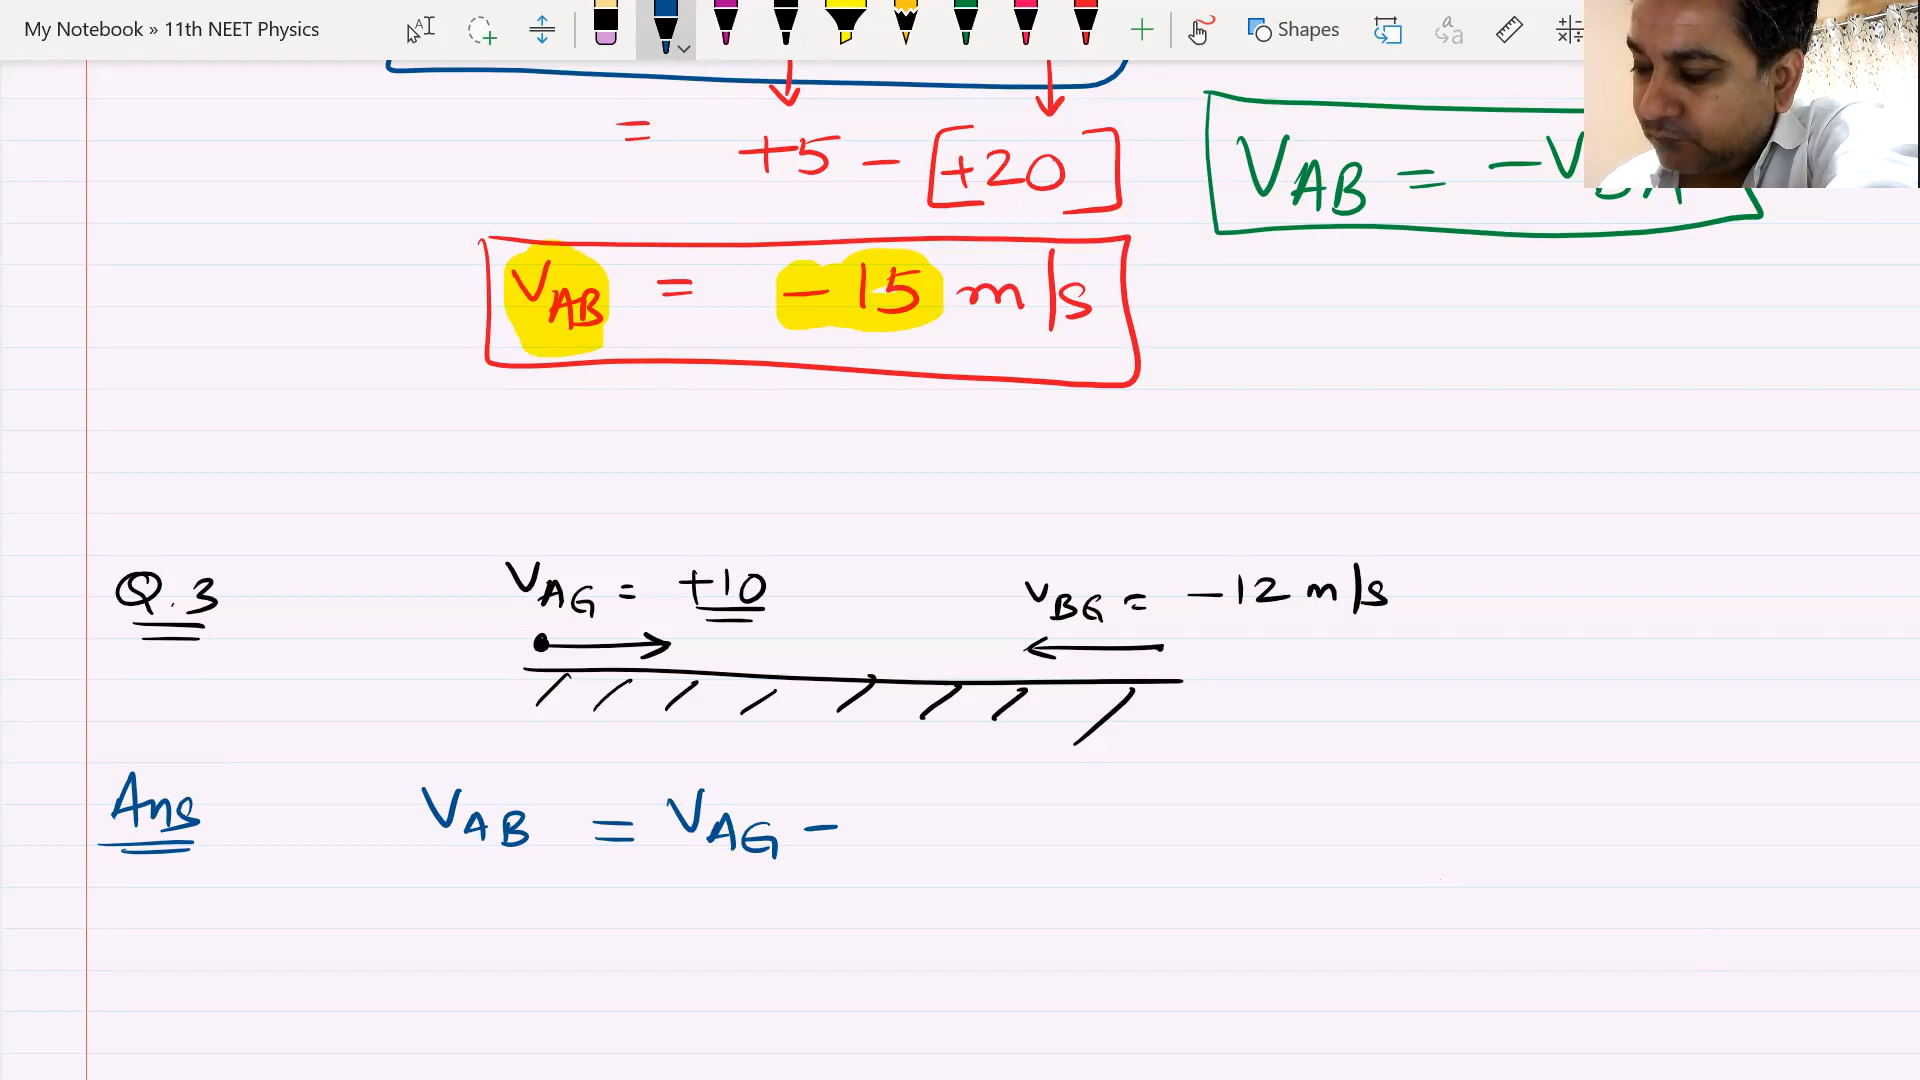 My Notebook » 11th NEET Physics
Shapes
= +5 - [+20]
V_AB = -V
V_AB = -15 m/s
Q.3 V_AG = +10 V_BG = -12 m/s
Ans V_AB = V_AG -